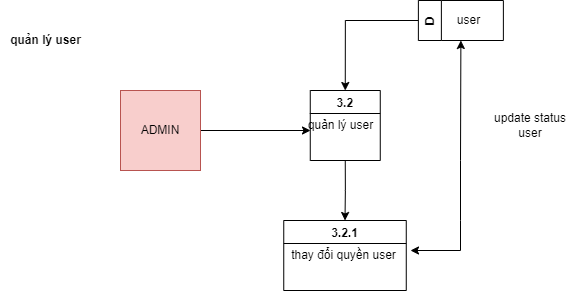 quản lý user
D
user
3.2
quản lý user
ADMIN
update status
user
3.2.1
thay đổi quyền user